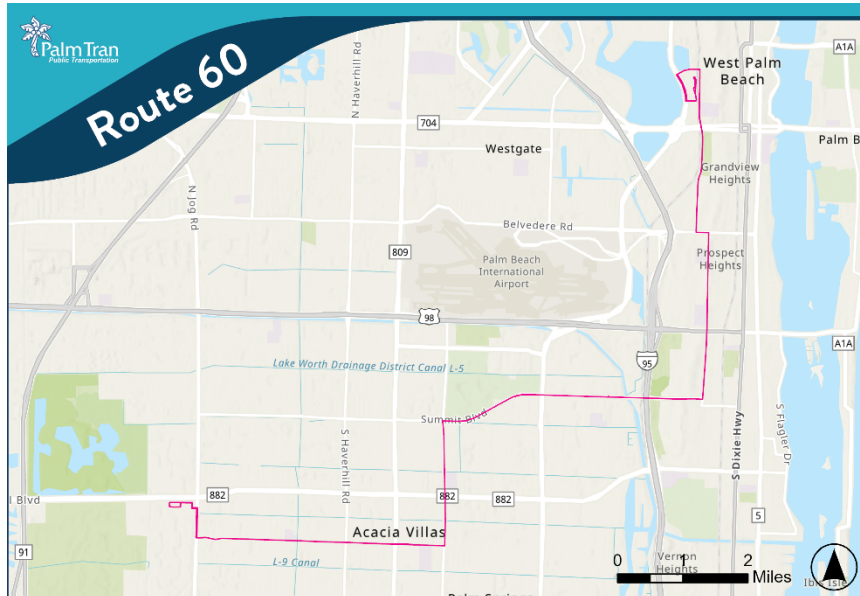 Palm Tran
Public Transportation
Route 60
N Haverhill Rd
West Palm
Beach
A1A
704
Westgate
Palm B
Grandview
Heights
N Jog Rd
Belvedere Rd
809
Palm Beach
International
Airport
Prospect
Heights
98
A1A
95
Lake Worth Drainage District Canal L-5
Summit Blvd
S Haverhill Rd
S Dixie Hwy
S Flagler Dr
l Blvd
882
882
882
5
Acacia Villas
91
L-9 Canal
Vernon
Heights
0 1 2
Miles
Palm Springs
Ibis Isle